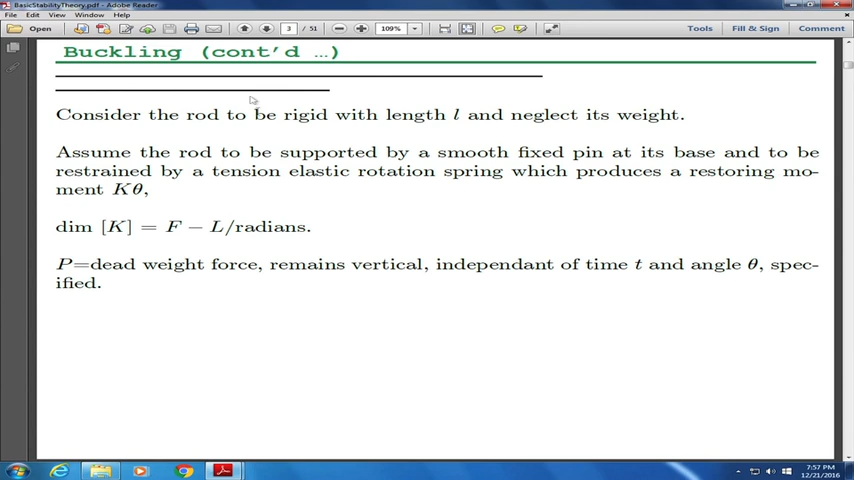 BasicStabilityTheory.pdf - Adobe Reader
File Edit View Window Help
Open 3 / 51 109% Tools Fill & Sign Comment
Buckling (cont'd …)
Consider the rod to be rigid with length l and neglect its weight.
Assume the rod to be supported by a smooth fixed pin at its base and to be
restrained by a tension elastic rotation spring which produces a restoring mo-
ment Kθ,
dim [K] = F − L/radians.
P=dead weight force, remains vertical, independant of time t and angle θ, spec-
ified.
7:57 PM
12/21/2016